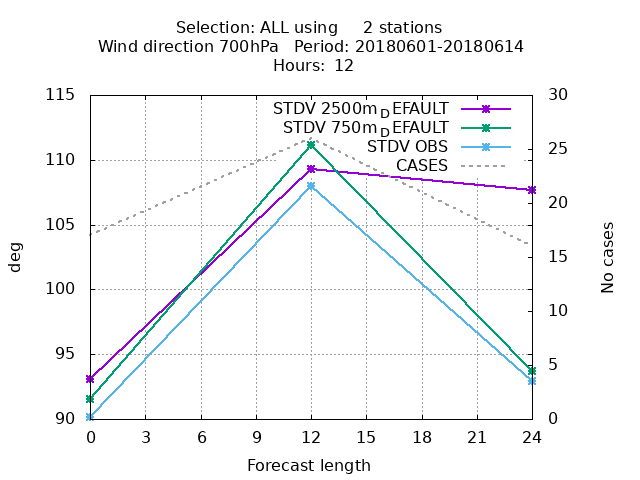 Selection: ALL using     2 stations
Wind direction 700hPa   Period: 20180601-20180614
Hours:  12
STDV 2500m_DEFAULT
STDV 750m_DEFAULT
STDV OBS
CASES
115
110
105
100
95
90
30
25
20
15
10
5
0
deg
No cases
0 3 6 9 12 15 18 21 24
Forecast length